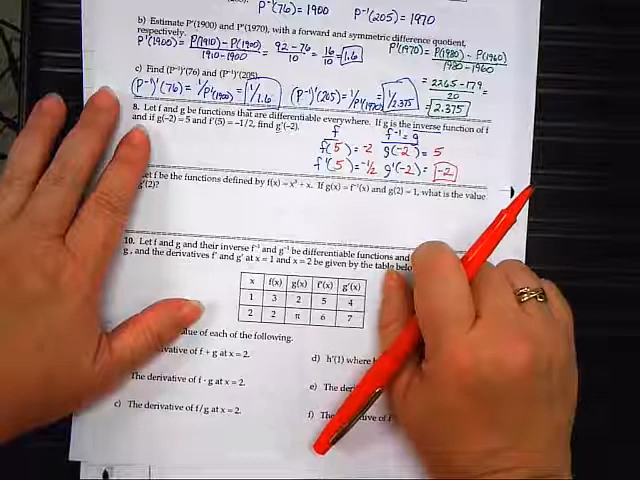 P⁻¹(76) = 1900   P⁻¹(205) = 1970
b) Estimate P'(1900) and P'(1970), with a forward and symmetric difference quotient,
respectively.
P'(1900) = P(1910) - P(1900) / 1910 - 1900 = 92 - 76 / 10 = 16/10 = 1.6
P'(1970) = P(1980) - P(1960) / 1980 - 1960
= 226.5 - 179 / 20 =
2.375
c) Find (P⁻¹)'(76) and (P⁻¹)'(205).
(P⁻¹)'(76) = 1/P'(1900) = 1/1.6   (P⁻¹)'(205) = 1/P'(1970) = 1/2.375
8. Let f and g be functions that are differentiable everywhere. If g is the inverse function of f
and if g(-2) = 5 and f'(5) = -1/2, find g'(-2).
f   f⁻¹ = g
f(5) = -2   g(-2) = 5
f'(5) = -1/2   g'(-2) = -2
let f be the functions defined by f(x) = x³ + x. If g(x) = f⁻¹(x) and g(2) = 1, what is the value
g'(2)?
10. Let f and g and their inverse f⁻¹ and g⁻¹ be differentiable functions and
g, and the derivatives f' and g' at x = 1 and x = 2 be given by the table below
x f(x) g(x) f'(x) g'(x)
1 3 2 5 4
2 2 π 6 7
value of each of the following.
of f + g at x = 2.
d) h'(1) where
The derivative of f · g at x = 2.
e) The
c) The derivative of f/g at x = 2.
f) The
of f